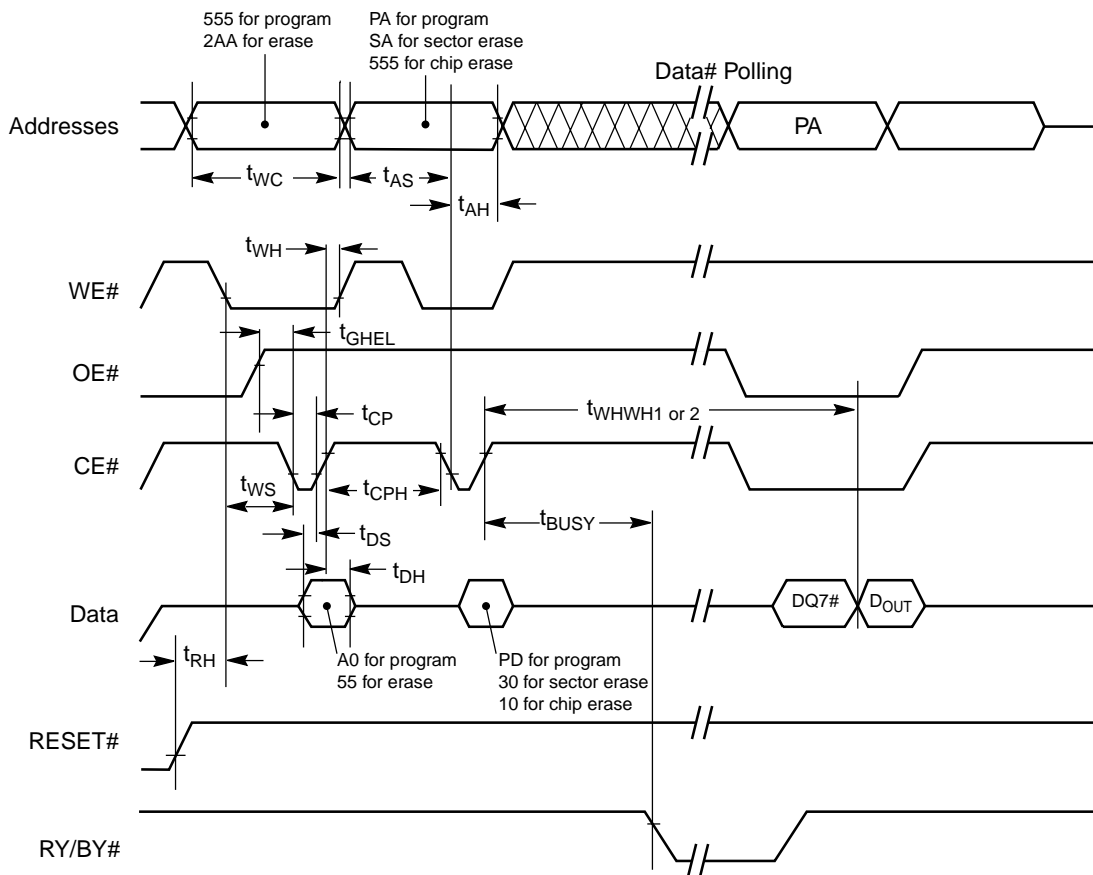 555 for program
2AA for erase
PA for program
SA for sector erase
555 for chip erase
Data# Polling
Addresses
PA
tWC
tAS
tAH
tWH
WE#
tGHEL
OE#
tWHWH1 or 2
tCP
CE#
tWS
tCPH
tBUSY
tDS
tDH
Data
DQ7#
DOUT
tRH
A0 for program
55 for erase
PD for program
30 for sector erase
10 for chip erase
RESET#
RY/BY#